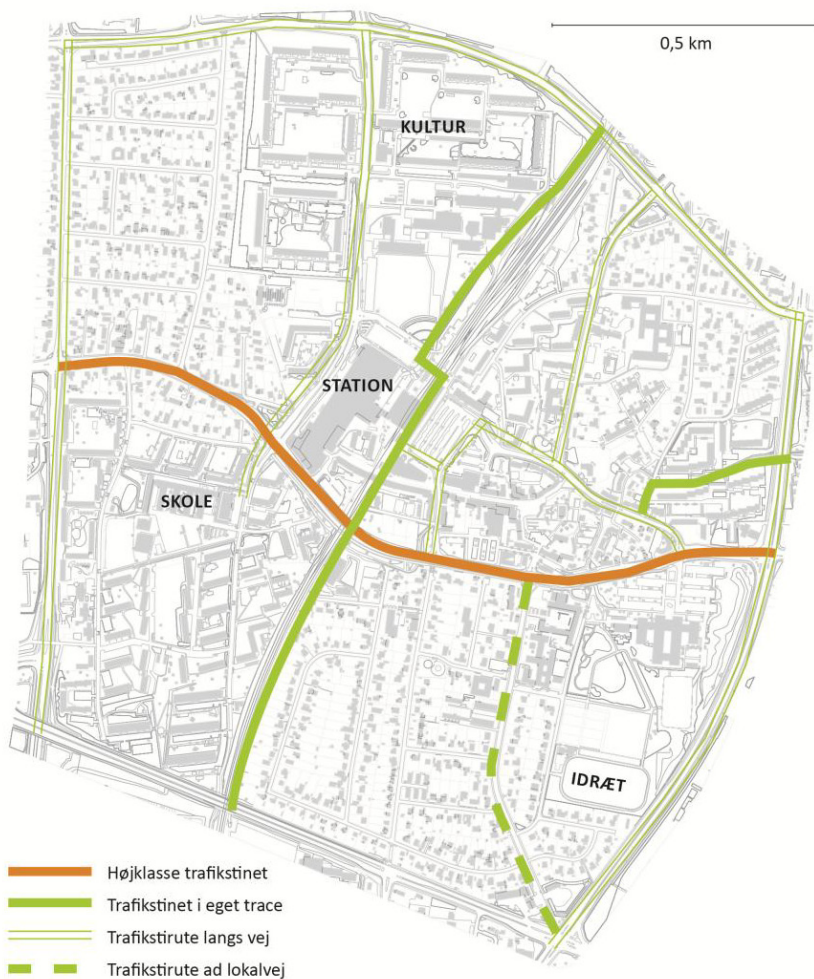 0,5 km
KULTUR
STATION
SKOLE
IDRÆT
Højklasse trafikstinet
Trafikstinet i eget trace
Trafikstirute langs vej
Trafikstirute ad lokalvej